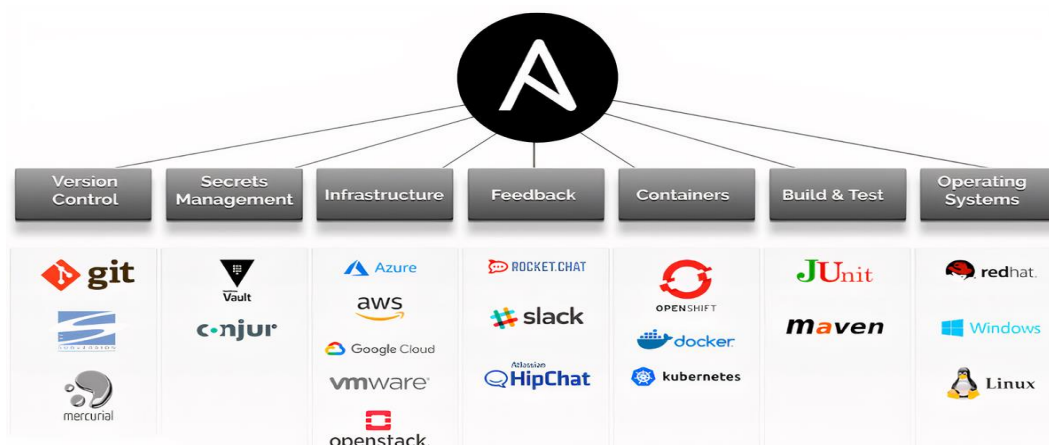 Version
Control
Secrets
Management
Infrastructure
Feedback
Containers
Build & Test
Operating
Systems
git
SUBVERSION
mercurial
Vault
conjur
Azure
aws
Google Cloud
vmware
openstack.
ROCKET.CHAT
slack
Atlassian
HipChat
OPENSHIFT
docker
kubernetes
JUnit
maven
redhat.
Windows
Linux